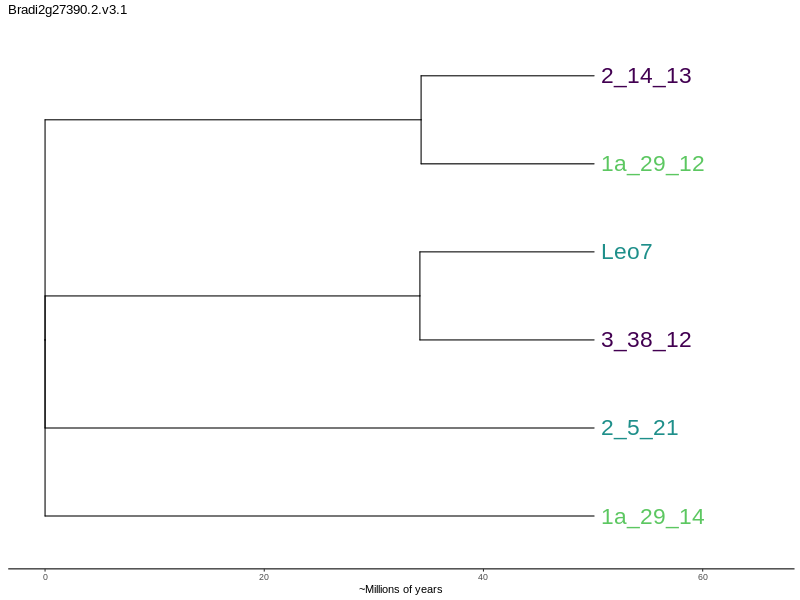 Bradi2g27390.2.v3.1
2_14_13
1a_29_12
Leo7
3_38_12
2_5_21
1a_29_14
0 20 40 60
~Millions of years